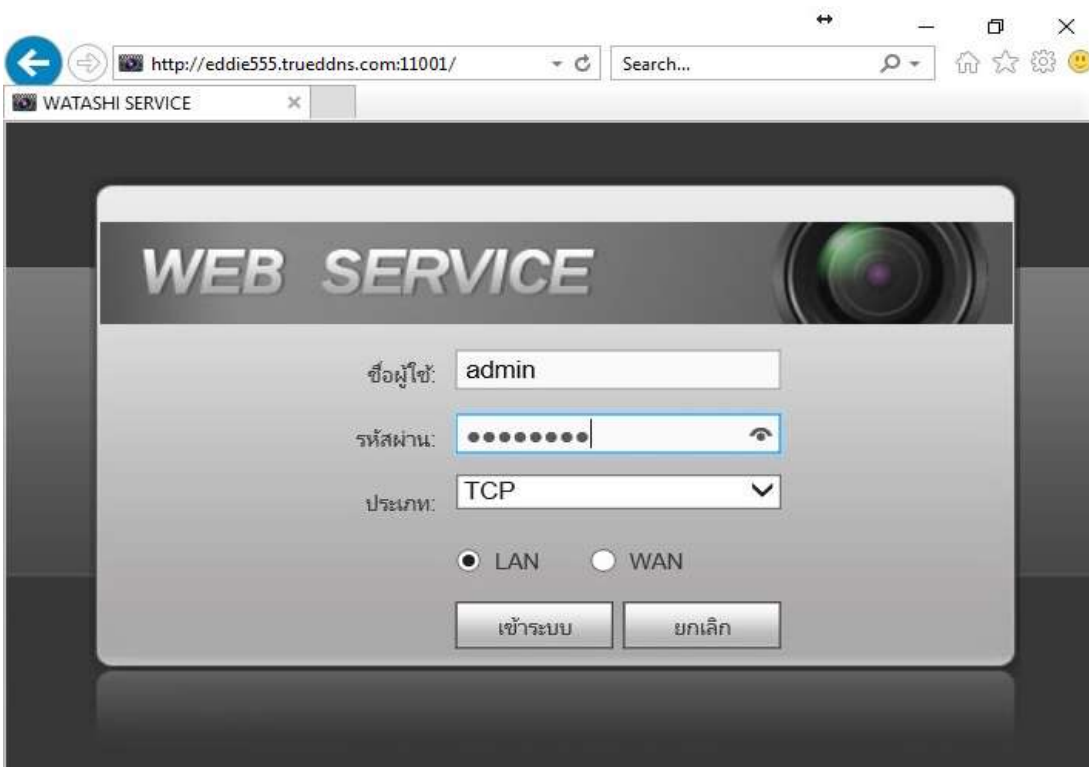 http://eddie555.trueddns.com:11001/
Search...
WATASHI SERVICE
WEB SERVICE
ชื่อผู้ใช้: admin
รหัสผ่าน: ●●●●●●●●
ประเภท: TCP
LAN WAN
เข้าระบบ ยกเลิก